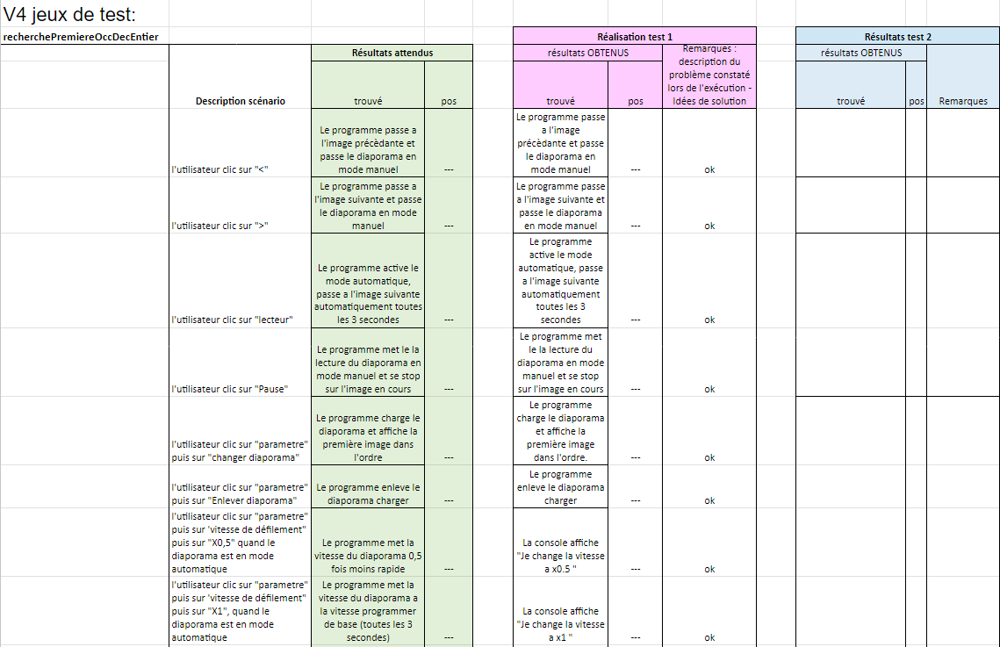 V4 jeux de test:
recherchePremiereOccDecEntier
Réalisation test 1
Résultats test 2
Résultats attendus
résultats OBTENUS
Remarques :
description du
problème constaté
lors de l'exécution -
Idées de solution
résultats OBTENUS
Description scénario
trouvé
pos
trouvé
pos
trouvé
pos
Remarques
l'utilisateur clic sur "<"
Le programme passe a
l'image précèdante et
passe le diaporama en
mode manuel
---
Le programme passe
a l'image
précèdante et passe
le diaporama en
mode manuel
---
ok
l'utilisateur clic sur ">"
Le programme passe a
l'image suivante et passe
le diaporama en mode
manuel
---
Le programme passe
a l'image suivante et
passe le diaporama
en mode manuel
---
ok
l'utilisateur clic sur "lecteur"
Le programme active le
mode automatique,
passe a l'image suivante
automatiquement toutes
les 3 secondes
---
Le programme
active le mode
automatique, passe
a l'image suivante
automatiquement
toutes les 3
secondes
---
ok
l'utilisateur clic sur "Pause"
Le programme met le la
lecture du diaporama en
mode manuel et se stop
sur l'image en cours
---
Le programme met
le la lecture du
diaporama en mode
manuel et se stop
sur l'image en cours
---
ok
l'utilisateur clic sur "parametre"
puis sur "changer diaporama"
Le programme charge le
diaporama et affiche la
première image dans
l'ordre
---
Le programme
charge le diaporama
et affiche la
première image
dans l'ordre.
---
ok
l'utilisateur clic sur "parametre"
puis sur "Enlever diaporama"
Le programme enleve le
diaporama charger
---
Le programme
enleve le diaporama
charger
---
ok
l'utilisateur clic sur "parametre"
puis sur 'vitesse de défilement"
puis sur "X0,5" quand le
diaporama est en mode
automatique
Le programme met la
vitesse du diaporama 0,5
fois moins rapide
---
La console affiche
"Je change la vitesse
a x0.5 "
---
ok
l'utilisateur clic sur "parametre"
puis sur 'vitesse de défilement"
puis sur "X1", quand le
diaporama est en mode
automatique
Le programme met la
vitesse du diaporama a
la vitesse programmer
de base (toutes les 3
secondes)
---
La console affiche
"Je change la vitesse
a x1 "
---
ok